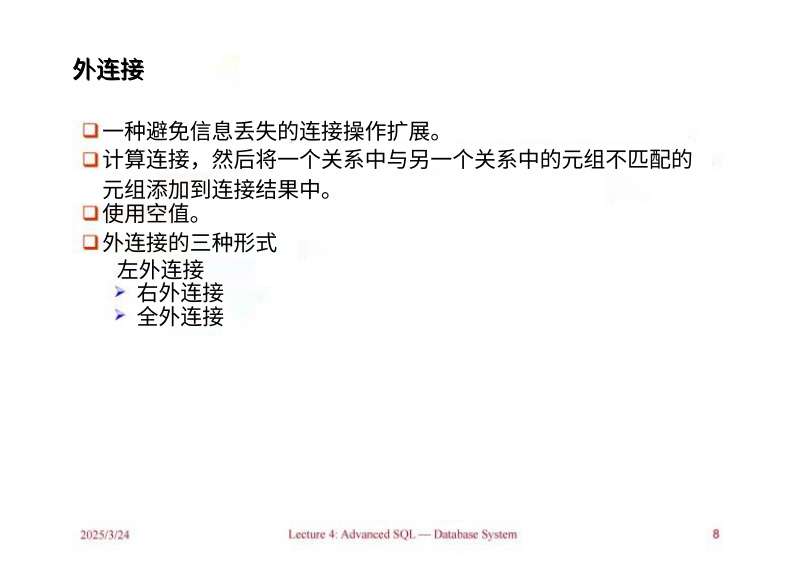 外连接
一种避免信息丢失的连接操作扩展。
计算连接，然后将一个关系中与另一个关系中的元组不匹配的
元组添加到连接结果中。
使用空值。
外连接的三种形式
左外连接
右外连接
全外连接
2025/3/24
Lecture 4: Advanced SQL — Database System
8